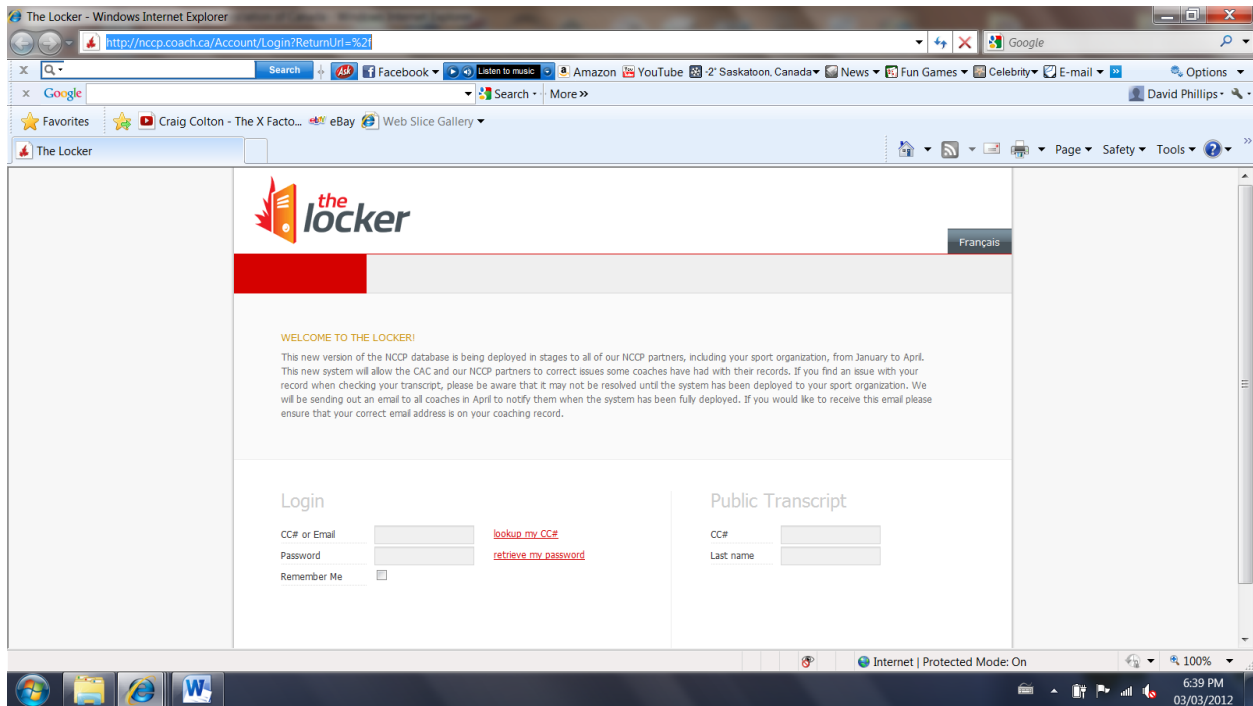 The Locker - Windows Internet Explorer
http://nccp.coach.ca/Account/Login?ReturnUrl=%2f
Google
X
Search
Ask
Facebook
Listen to music
Amazon
YouTube
-2° Saskatoon, Canada
News
Fun Games
Celebrity
E-mail
Options
x Google
Search
More »
David Phillips
Favorites
Craig Colton - The X Facto...
eBay
Web Slice Gallery
The Locker
Page
Safety
Tools
the
locker
Français
WELCOME TO THE LOCKER!
This new version of the NCCP database is being deployed in stages to all of our NCCP partners, including your sport organization, from January to April.
This new system will allow the CAC and our NCCP partners to correct issues some coaches have had with their records. If you find an issue with your
record when checking your transcript, please be aware that it may not be resolved until the system has been deployed to your sport organization. We
will be sending out an email to all coaches in April to notify them when the system has been fully deployed. If you would like to receive this email please
ensure that your correct email address is on your coaching record.
Login
Public Transcript
CC# or Email
lookup my CC#
CC#
Password
retrieve my password
Last name
Remember Me
Internet | Protected Mode: On
100%
6:39 PM
03/03/2012